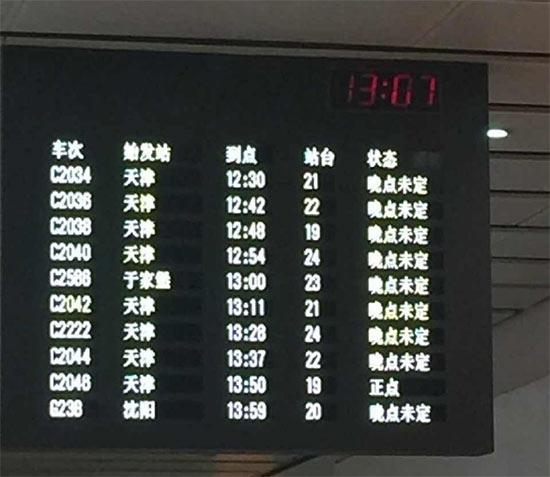 13:07
车次 始发站 到点 站台 状态
C2034 天津 12:30 21 晚点未定
C2036 天津 12:42 22 晚点未定
C2038 天津 12:48 19 晚点未定
C2040 天津 12:54 24 晚点未定
C2586 于家堡 13:00 23 晚点未定
C2042 天津 13:11 21 晚点未定
C2222 天津 13:28 24 晚点未定
C2044 天津 13:37 22 晚点未定
C2046 天津 13:50 19 正点
G238 沈阳 13:59 20 晚点未定